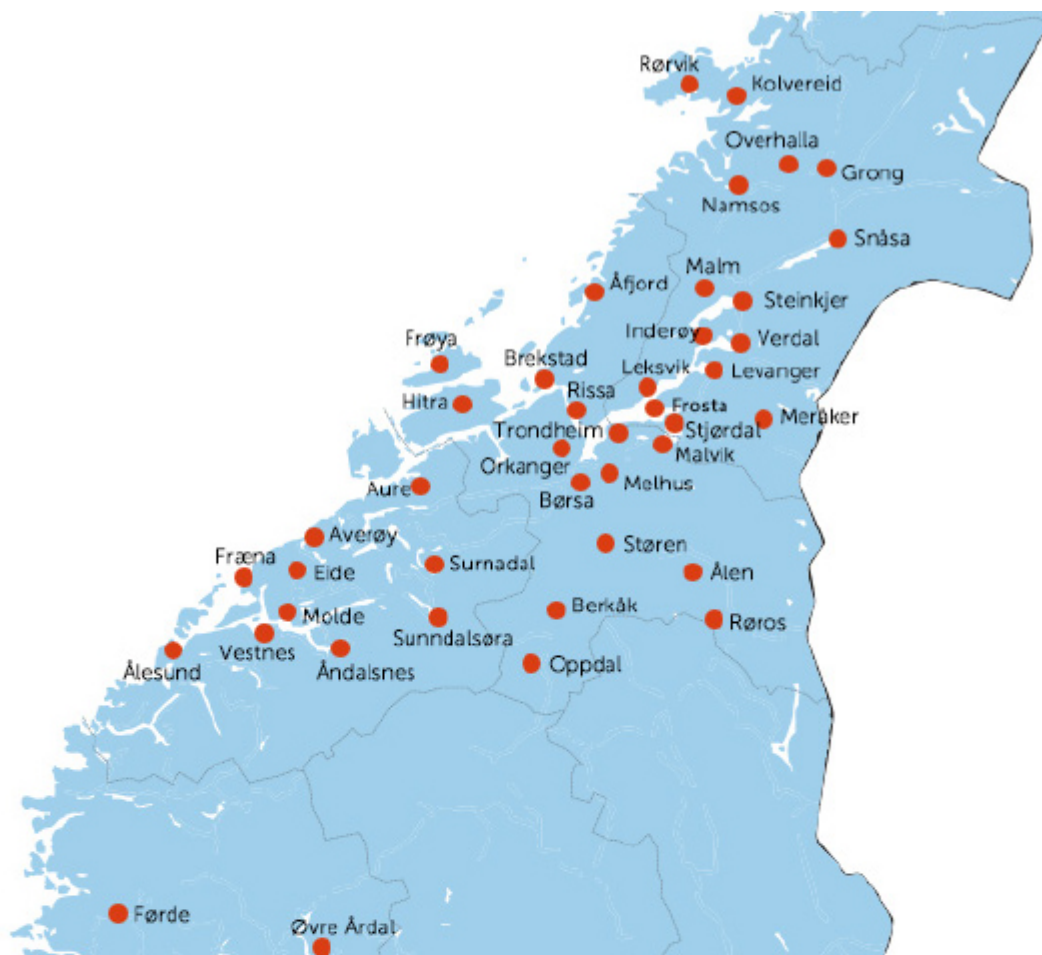 Rørvik
Kolvereid
Overhalla
Grong
Namsos
Snåsa
Malm
Åfjord
Steinkjer
Inderøy
Verdal
Frøya
Brekstad
Leksvik
Levanger
Rissa
Hitra
Frosta
Meråker
Trondheim
Stjørdal
Malvik
Orkanger
Melhus
Aure
Børsa
Averøy
Støren
Fræna
Eide
Surnadal
Ålen
Molde
Berkåk
Røros
Sunndalsøra
Vestnes
Ålesund
Åndalsnes
Oppdal
Førde
Øvre Årdal